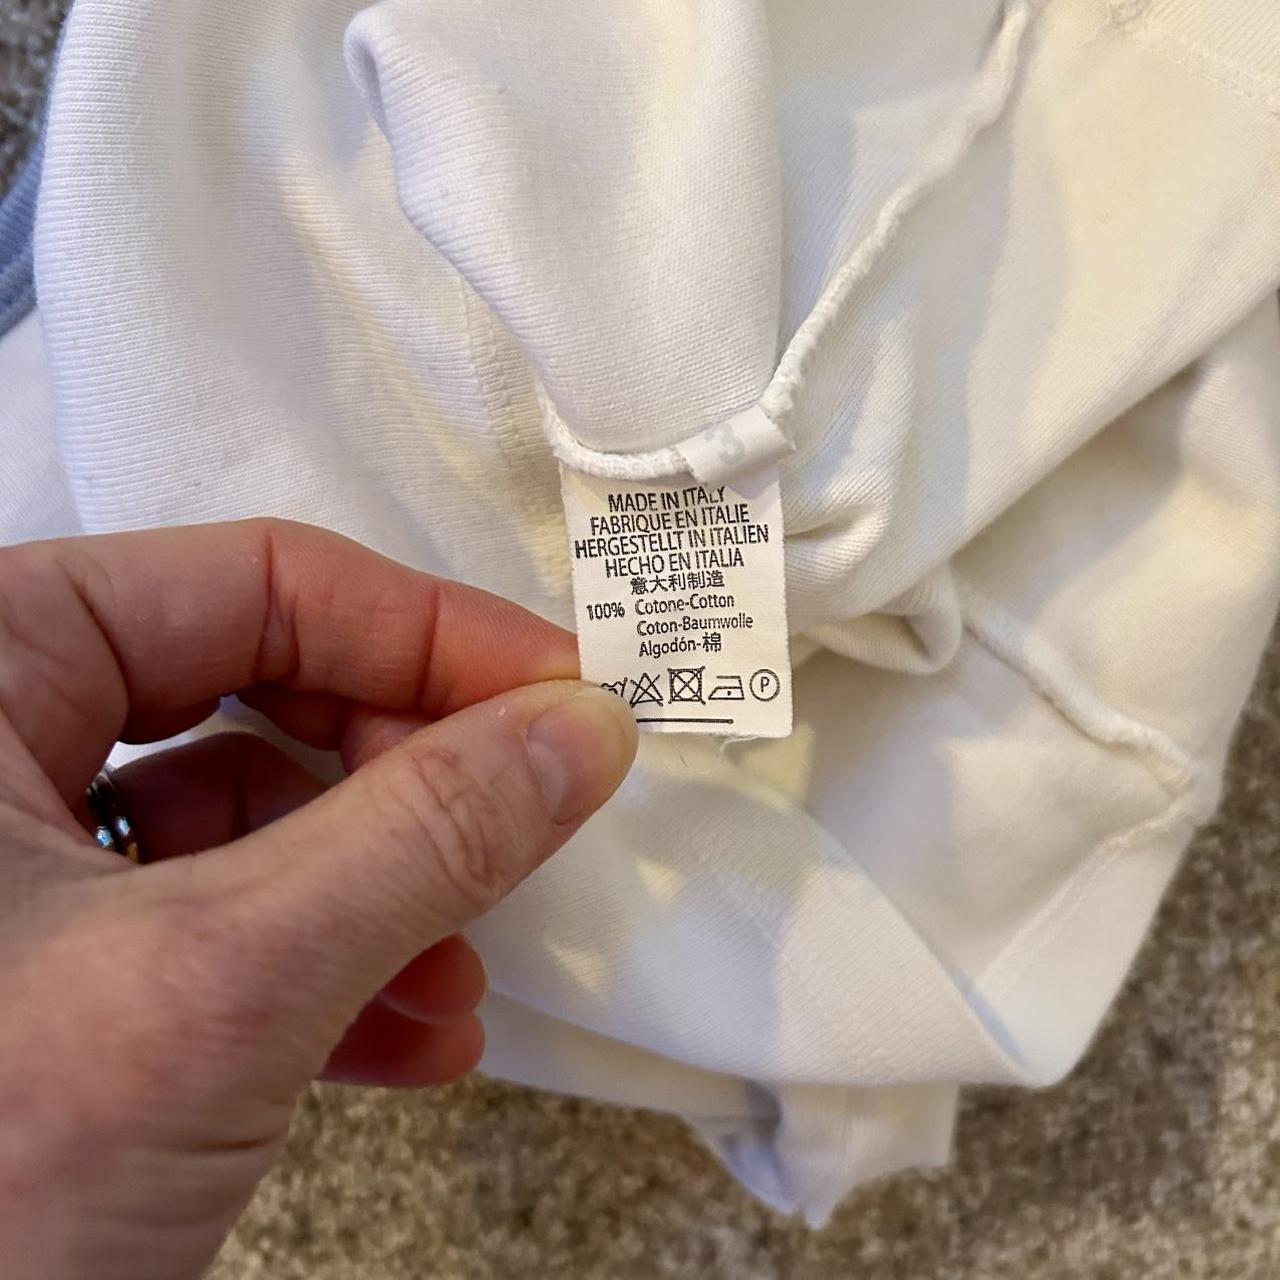 3
MADE IN ITALY
FABRIQUE EN ITALIE
HERGESTELLT IN ITALIEN
HECHO EN ITALIA
意大利制造
100% Cotone-Cotton
Coton-Baumwolle
Algodón-棉
P